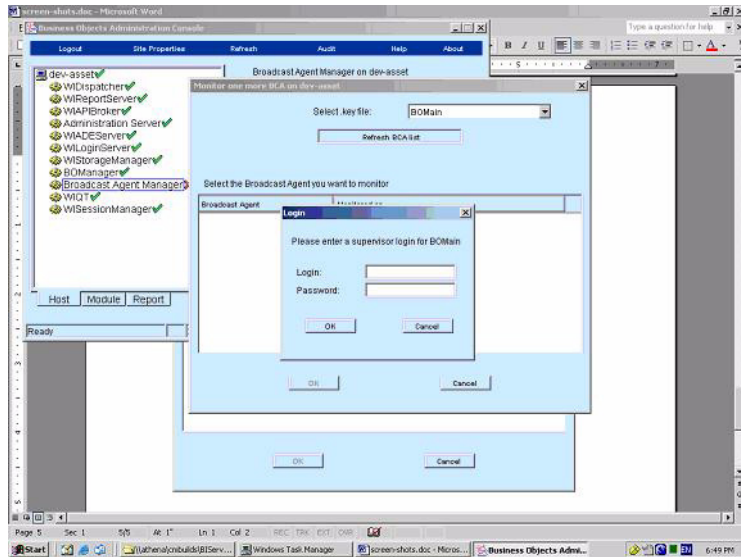 screen-shots.doc - Microsoft Word
Business Objects Administration Console
Type a question for help
Logout Site Properties Refresh Audit Help About
dev-asset
WIDispatcher
WIReportServer
WIAPIBroker
Administration Server
WIADEServer
WILoginServer
WIStorageManager
BOManager
Broadcast Agent Manager
WIQT
WISessionManager
Host Module Report
Ready
Broadcast Agent Manager on dev-asset
Monitor one more BCA on dev-asset
Select .key file: BOMain
Refresh BCA list
Select the Broadcast Agent you want to monitor
Broadcast Agent
Login
Please enter a supervisor login for BOMain
Login:
Password:
OK Cancel
OK Cancel
OK Cancel
Page 5 Sec 1 5/5 At 1" Ln 1 Col 2 REC TRK EXT OVR
Start \\athena\cnibuilds\BIServ... Windows Task Manager screen-shots.doc - Micros... Business Objects Admi... EN 6:49 PM